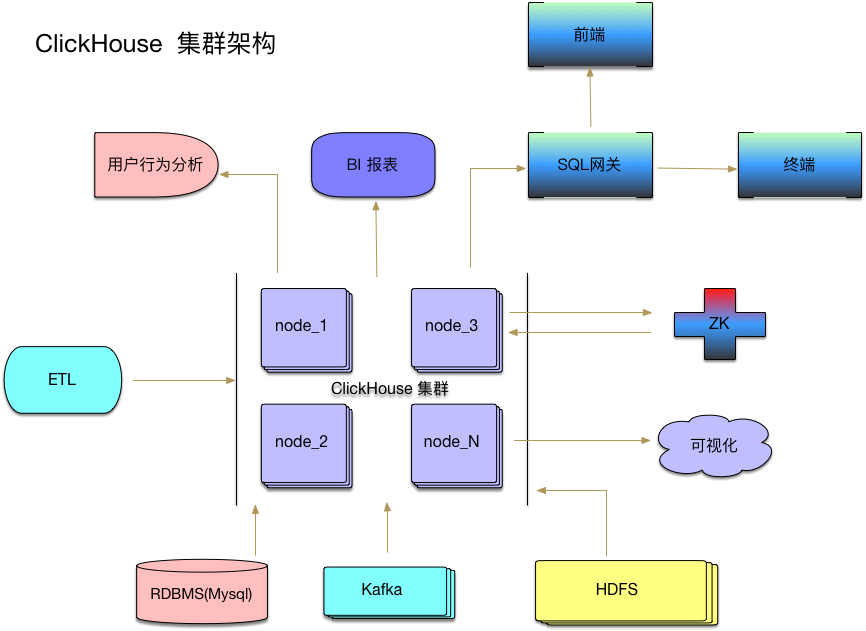 前端
ClickHouse 集群架构
用户行为分析
BI 报表
SQL网关
终端
node_1
node_3
ZK
ETL
ClickHouse 集群
node_2
node_N
可视化
RDBMS(Mysql)
Kafka
HDFS